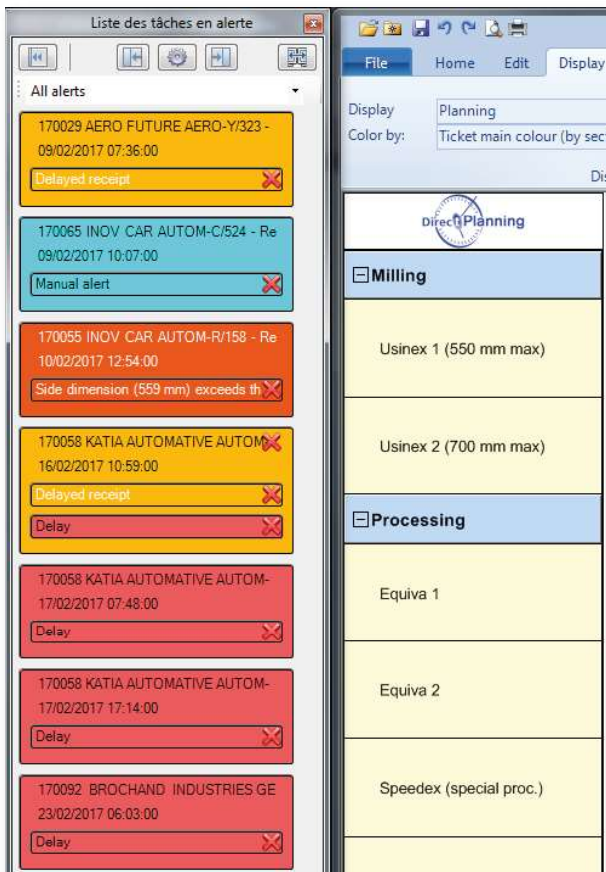 Liste des tâches en alerte
All alerts
170029 AERO FUTURE AERO-Y/323 -
09/02/2017 07:36:00
Delayed receipt
170065 INOV CAR AUTOM-C/524 - Re
09/02/2017 10:07:00
Manual alert
170055 INOV CAR AUTOM-R/158 - Re
10/02/2017 12:54:00
Side dimension (559 mm) exceeds th
170058 KATIA AUTOMATIVE AUTOM-
16/02/2017 10:59:00
Delayed receipt
Delay
170058 KATIA AUTOMATIVE AUTOM-
17/02/2017 07:48:00
Delay
170058 KATIA AUTOMATIVE AUTOM-
17/02/2017 17:14:00
Delay
170092 BROCHAND INDUSTRIES GE
23/02/2017 06:03:00
Delay
File Home Edit Display
Display Planning
Color by: Ticket main colour (by sec
Dis
Direct Planning
Milling
Usinex 1 (550 mm max)
Usinex 2 (700 mm max)
Processing
Equiva 1
Equiva 2
Speedex (special proc.)